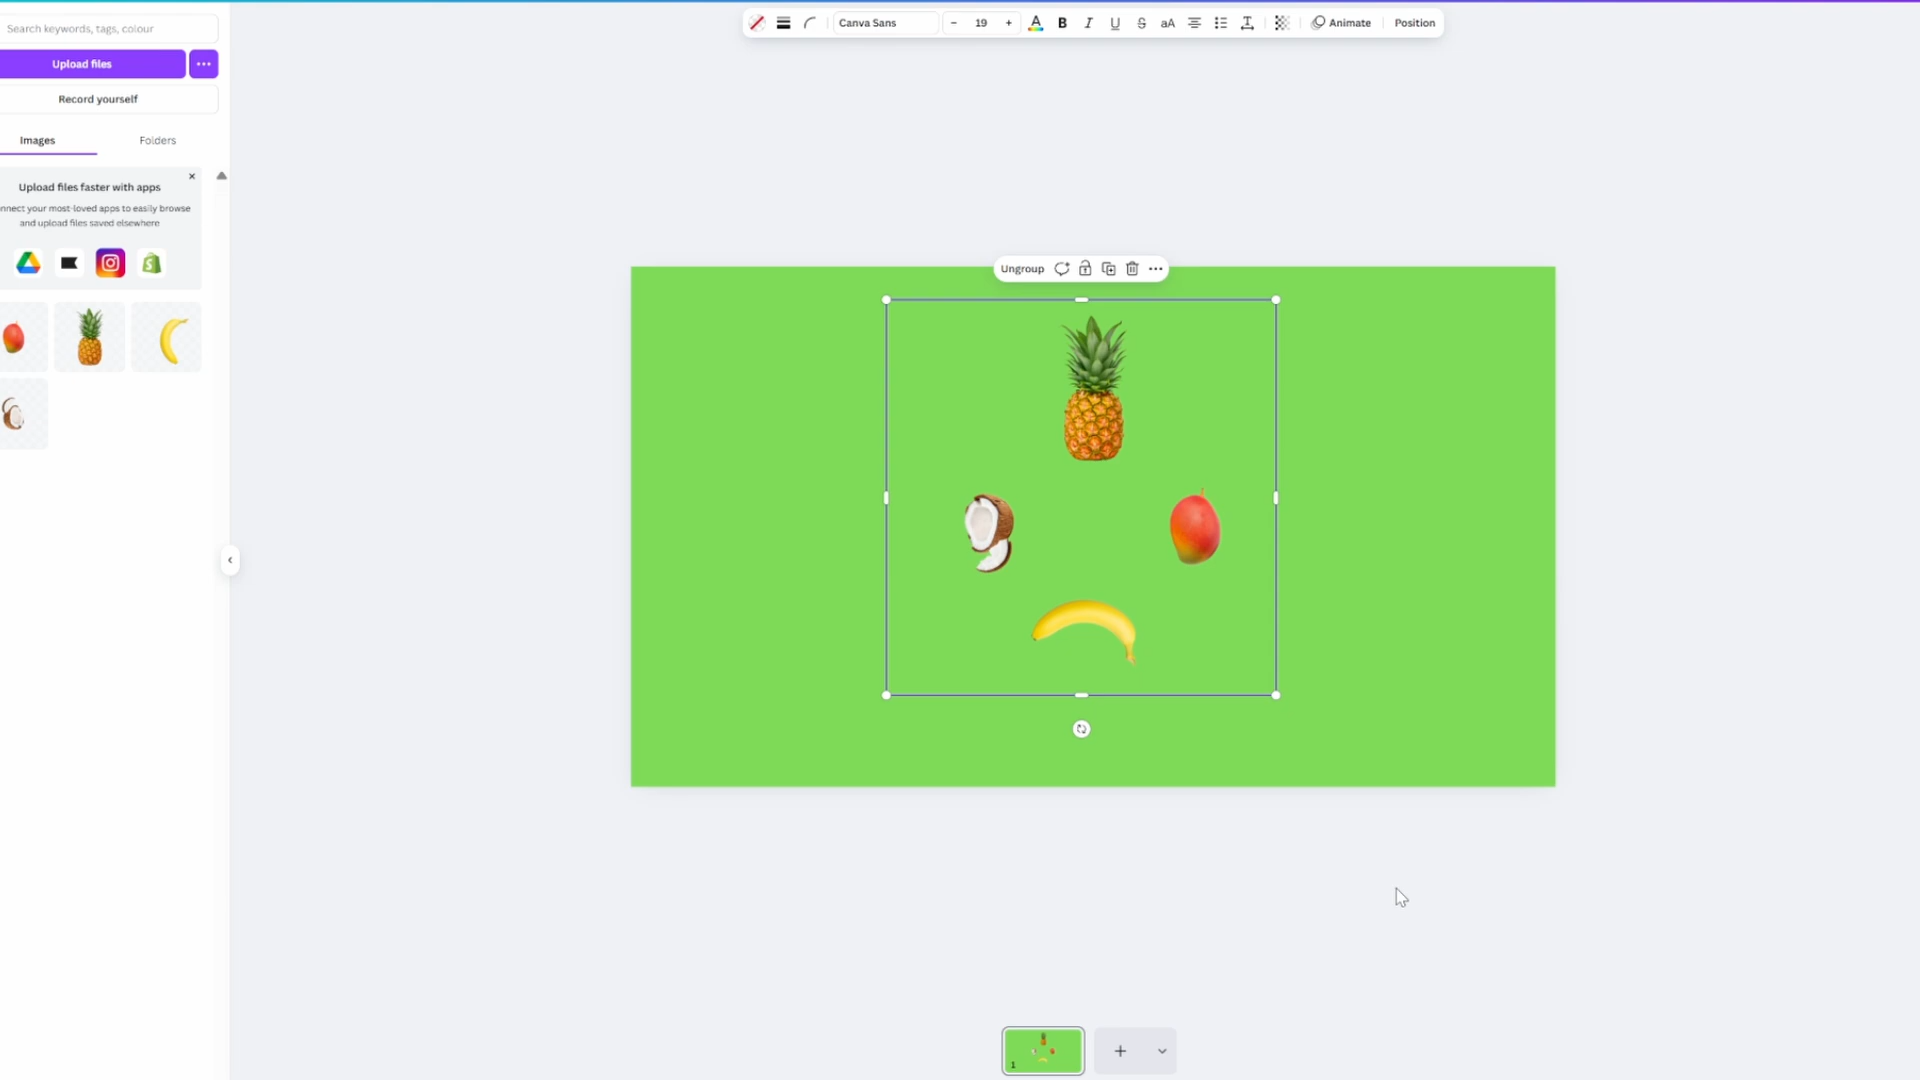 Search keywords, tags, colour
Upload files
Record yourself
Images
Folders
Upload files faster with apps
nnect your most-loved apps to easily browse
and upload files saved elsewhere
Canva Sans
- 19 +
A B I U S aA
Animate
Position
Ungroup
1